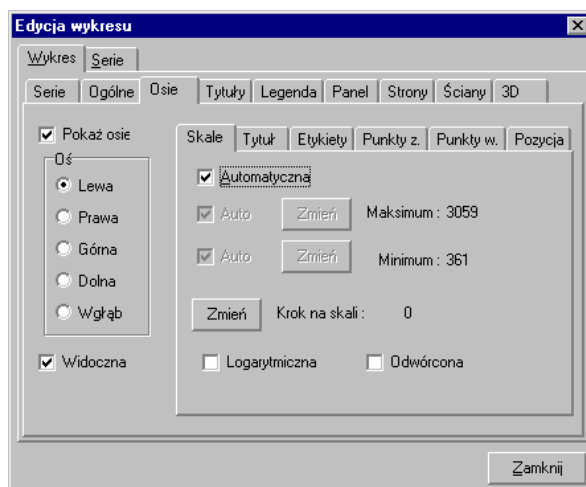 Edycja wykresu
Wykres Serie
Serie Ogólne Osie Tytuły Legenda Panel Strony Ściany 3D
Pokaż osie
Skale Tytuł Etykiety Punkty z. Punkty w. Pozycja
Oś
Automatyczna
Lewa
Auto Zmień Maksimum : 3059
Prawa
Górna
Auto Zmień Minimum : 361
Dolna
Wgłąb
Zmień Krok na skali : 0
Widoczna
Logarytmiczna Odwórcona
Zamknij